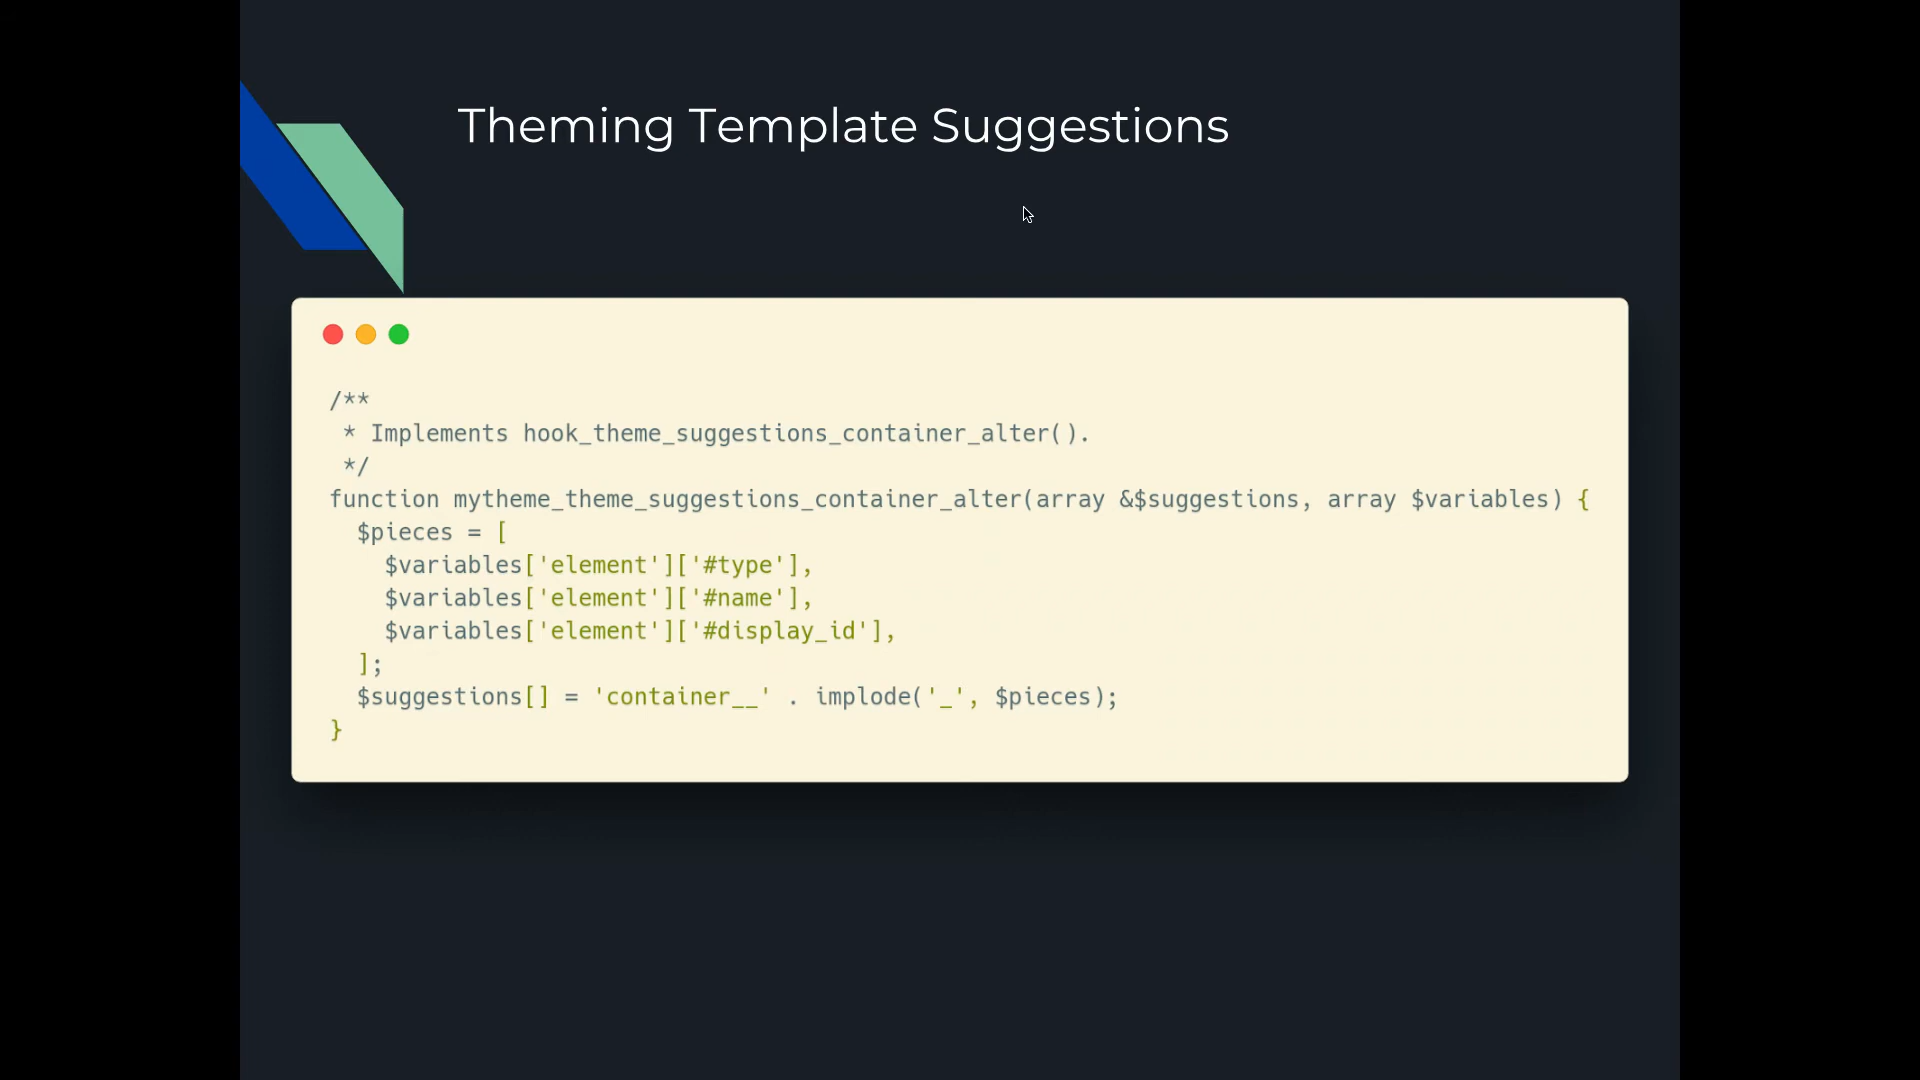 Theming Template Suggestions
/**
 * Implements hook_theme_suggestions_container_alter().
 */
function mytheme_theme_suggestions_container_alter(array &$suggestions, array $variables) {
  $pieces = [
    $variables['element']['#type'],
    $variables['element']['#name'],
    $variables['element']['#display_id'],
  ];
  $suggestions[] = 'container__' . implode('_', $pieces);
}